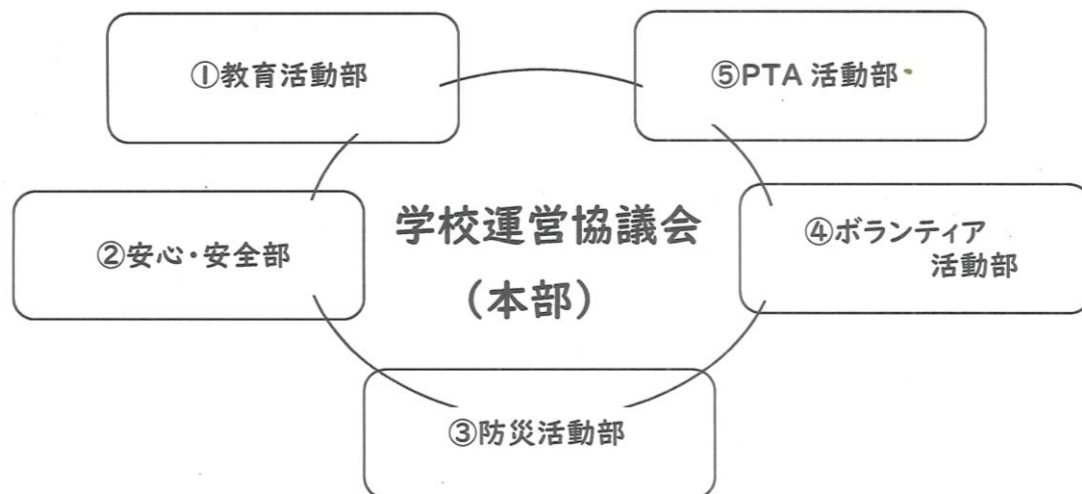 ①教育活動部
⑤PTA 活動部
学校運営協議会
(本部)
②安心・安全部
④ボランティア
活動部
③防災活動部